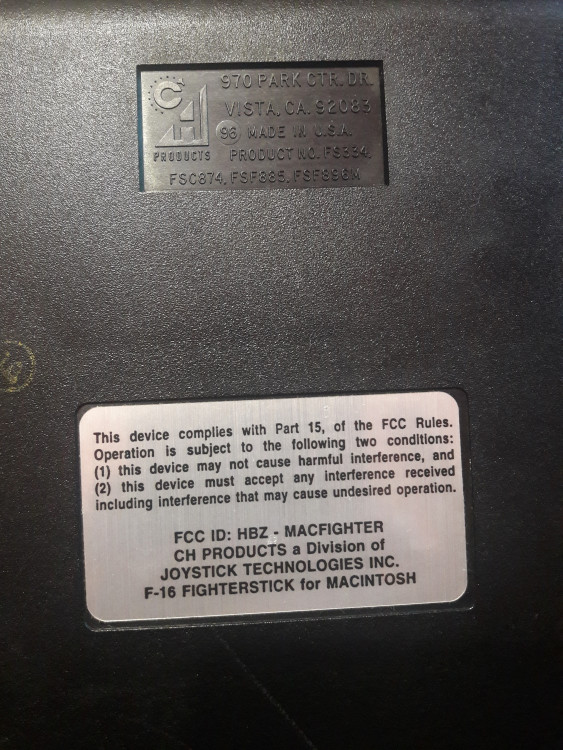 970 PARK CTR. DR.
VISTA, CA. 92083
96 MADE IN U.S.A.
CH
PRODUCTS PRODUCT NO. FS334,
FSC874, FSF885, FSF896M
This device complies with Part 15, of the FCC Rules.
Operation is subject to the following two conditions:
(1) this device may not cause harmful interference, and
(2) this device must accept any interference received
including interference that may cause undesired operation.
FCC ID: HBZ - MACFIGHTER
CH PRODUCTS a Division of
JOYSTICK TECHNOLOGIES INC.
F-16 FIGHTERSTICK for MACINTOSH